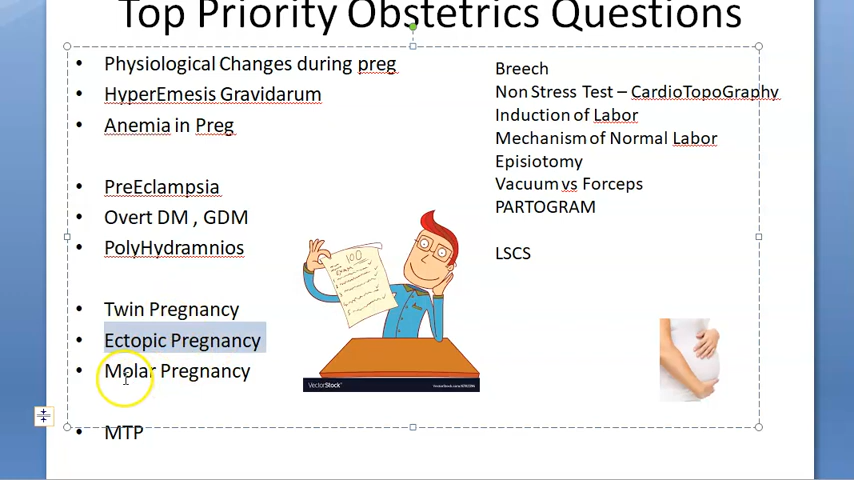 Top Priority Obstetrics Questions
• Physiological Changes during preg
• HyperEmesis Gravidarum
• Anemia in Preg
• PreEclampsia
• Overt DM , GDM
• PolyHydramnios
• Twin Pregnancy
• Ectopic Pregnancy
• Molar Pregnancy
• MTP
Breech
Non Stress Test – CardioTopoGraphy
Induction of Labor
Mechanism of Normal Labor
Episiotomy
Vacuum vs Forceps
PARTOGRAM
LSCS
100
VectorStock